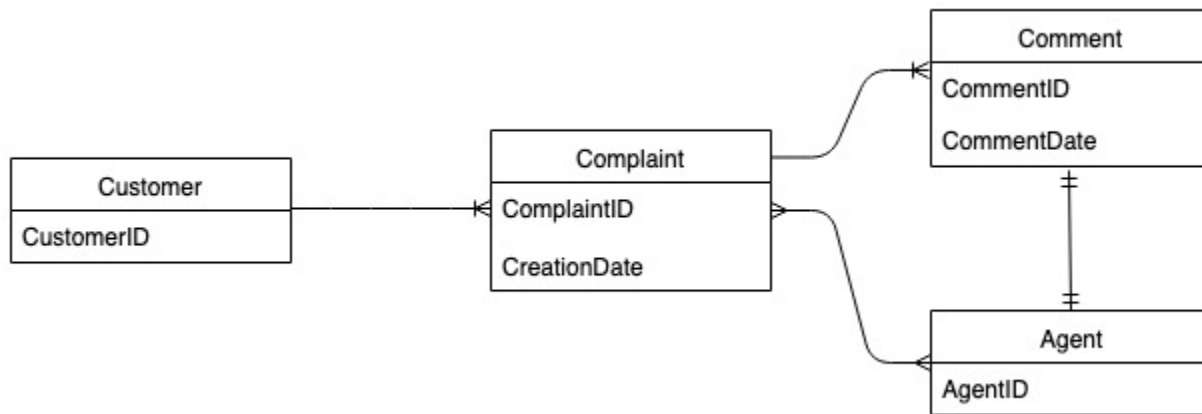 Customer
CustomerID
Complaint
ComplaintID
CreationDate
Comment
CommentID
CommentDate
Agent
AgentID